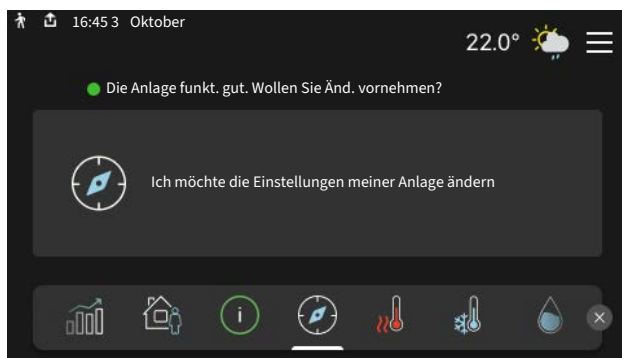 16:45 3 Oktober
22.0°
Die Anlage funkt. gut. Wollen Sie Änd. vornehmen?
Ich möchte die Einstellungen meiner Anlage ändern
i